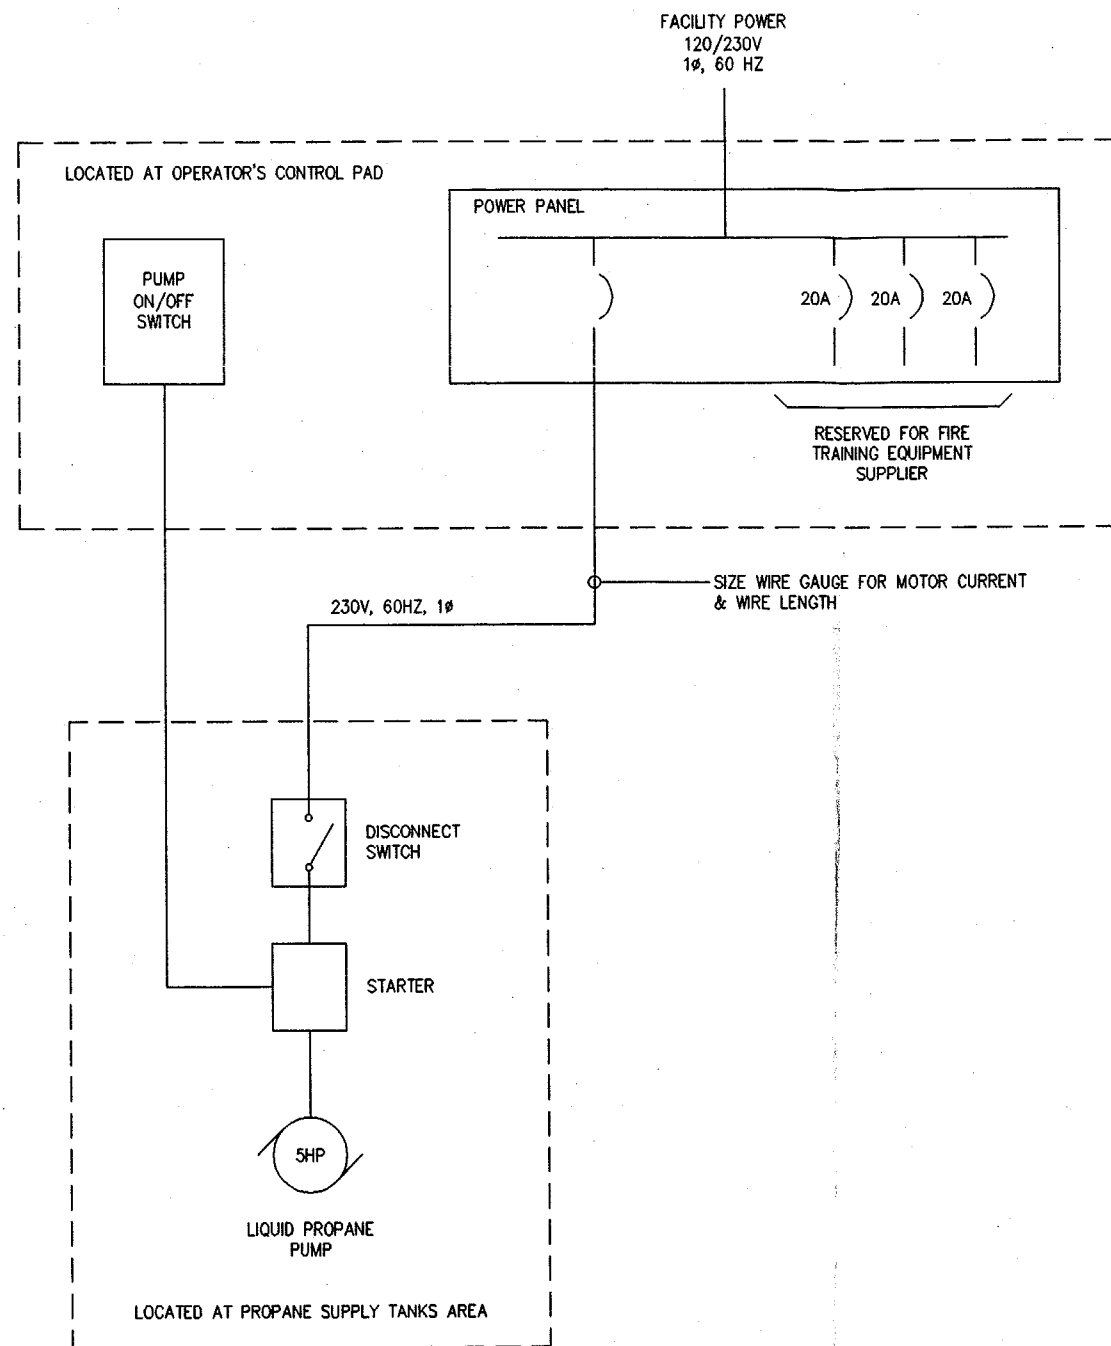 FACILITY POWER
120/230V
1ø, 60 HZ
LOCATED AT OPERATOR'S CONTROL PAD
POWER PANEL
PUMP
ON/OFF
SWITCH
20A
20A
20A
RESERVED FOR FIRE
TRAINING EQUIPMENT
SUPPLIER
SIZE WIRE GAUGE FOR MOTOR CURRENT
& WIRE LENGTH
230V, 60HZ, 1ø
DISCONNECT
SWITCH
STARTER
5HP
LIQUID PROPANE
PUMP
LOCATED AT PROPANE SUPPLY TANKS AREA